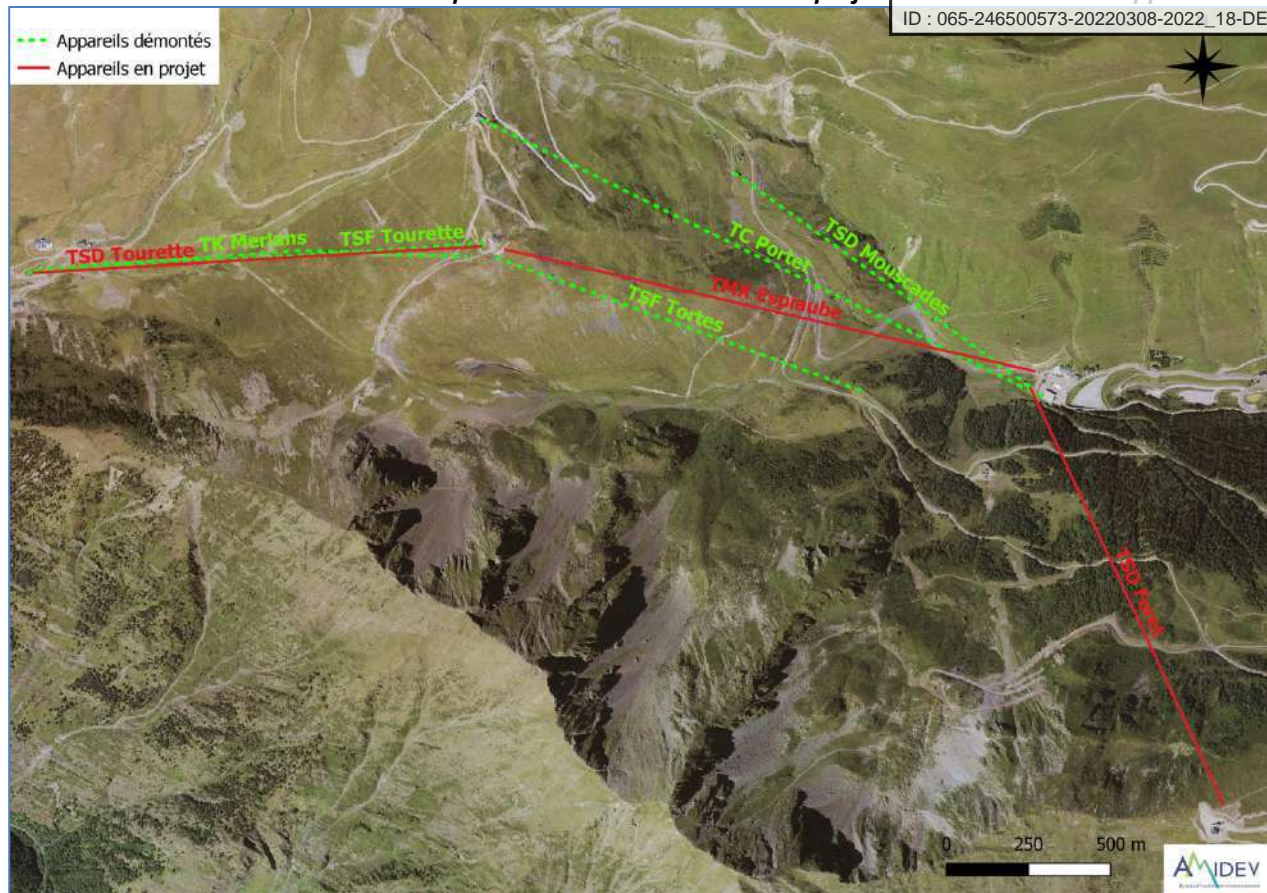 ID : 065-246500573-20220308-2022_18-DE
Appareils démontés
Appareils en projet
TSD Tourette
TK Merlans
TSF Tourette
TC Portet
TSD Mouscades
TMX Espiaube
TSF Tortes
TSD Forêt
0 250 500 m
AMIDEV